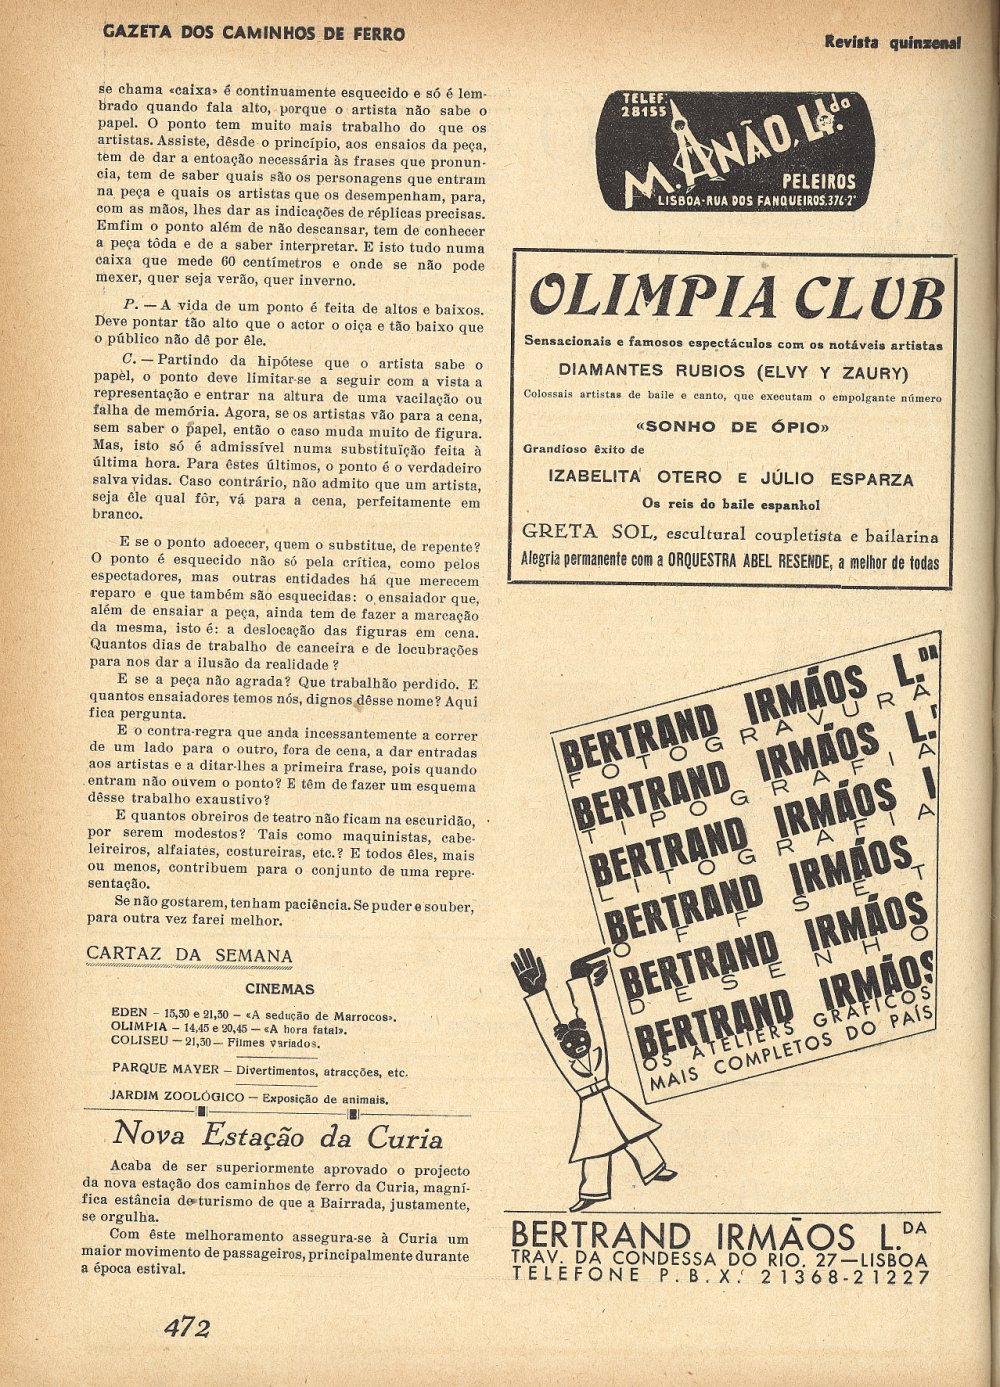 GAZETA DOS CAMINHOS DE FERRO
Revista quinzenal
se chama «caixa» é continuamente esquecido e só é lem-
brado quando fala alto, porque o artista não sabe o
papel. O ponto tem muito mais trabalho do que os
artistas. Assiste, dêsde o princípio, aos ensaios da peça,
tem de dar a entoação necessária às frases que pronun-
cia, tem de saber quais são os personagens que entram
na peça e quais os artistas que os desempenham, para,
com as mãos, lhes dar as indicações de réplicas precisas.
Emfim o ponto além de não descansar, tem de conhecer
a peça tôda e de a saber interpretar. E isto tudo numa
caixa que mede 60 centímetros e onde se não pode
mexer, quer seja verão, quer inverno.
P. — A vida de um ponto é feita de altos e baixos.
Deve pontar tão alto que o actor o oiça e tão baixo que
o público não dê por êle.
C. — Partindo da hipótese que o artista sabe o
papèl, o ponto deve limitar-se a seguir com a vista a
representação e entrar na altura de uma vacilação ou
falha de memória. Agora, se os artistas vão para a cena,
sem saber o papel, então o caso muda muito de figura.
Mas, isto só é admissível numa substituïção feita à
última hora. Para êstes últimos, o ponto é o verdadeiro
salva vidas. Caso contrário, não admito que um artista,
seja êle qual fôr, vá para a cena, perfeitamente em
branco.
E se o ponto adoecer, quem o substitue, de repente?
O ponto é esquecido não só pela crítica, como pelos
espectadores, mas outras entidades há que merecem
reparo e que também são esquecidas: o ensaiador que,
além de ensaiar a peça, ainda tem de fazer a marcação
da mesma, isto é: a deslocação das figuras em cena.
Quantos dias de trabalho de canceira e de locubrações
para nos dar a ilusão da realidade?
E se a peça não agrada? Que trabalhão perdido. E
quantos ensaiadores temos nós, dignos dêsse nome? Aqui
fica pergunta.
E o contra-regra que anda incessantemente a correr
de um lado para o outro, fora de cena, a dar entradas
aos artistas e a ditar-lhes a primeira frase, pois quando
entram não ouvem o ponto? E têm de fazer um esquema
dêsse trabalho exaustivo?
E quantos obreiros de teatro não ficam na escuridão,
por serem modestos? Tais como maquinistas, cabe-
leireiros, alfaiates, costureiras, etc.? E todos êles, mais
ou menos, contribuem para o conjunto de uma repre-
sentação.
Se não gostarem, tenham paciência. Se puder e souber,
para outra vez farei melhor.
CARTAZ DA SEMANA
CINEMAS
EDEN – 15,30 e 21,30 – «A sedução de Marrocos».
OLIMPIA – 14,45 e 20,45 – «A hora fatal».
COLISEU – 21,30 – Filmes variados.
PARQUE MAYER – Divertimentos, atracções, etc.
JARDIM ZOOLÓGICO – Exposição de animais.
Nova Estação da Curia
Acaba de ser superiormente aprovado o projecto
da nova estação dos caminhos de ferro da Curia, magní-
fica estância de turismo de que a Bairrada, justamente,
se orgulha.
Com êste melhoramento assegura-se à Curia um
maior movimento de passageiros, principalmente durante
a época estival.
472
TELEF
28155
M. ANÃO, L.da
PELEIROS
LISBOA-RUA DOS FANQUEIROS, 376-2º
OLIMPIA CLUB
Sensacionais e famosos espectáculos com os notáveis artistas
DIAMANTES RUBIOS (ELVY Y ZAURY)
Colossais artistas de baile e canto, que executam o empolgante número
«SONHO DE ÓPIO»
Grandioso êxito de
IZABELITA OTERO E JÚLIO ESPARZA
Os reis do baile espanhol
GRETA SOL, escultural coupletista e bailarina
Alegria permanente com a ORQUESTRA ABEL RESENDE, a melhor de todas
BERTRAND IRMÃOS L.DA
FOTOGRAVURA
BERTRAND IRMÃOS L.
TIPOGRAFIA
BERTRAND IRMÃOS
LITOGRAFIA
BERTRAND IRMÃOS
OFFSET
BERTRAND IRMÃOS
DESENHO
BERTRAND IRMÃOS
OS ATELIERS GRAFICOS
MAIS COMPLETOS DO PAÍS
BERTRAND IRMÃOS L.DA
TRAV. DA CONDESSA DO RIO. 27—LISBOA
TELEFONE P.B.X. 21368-21227